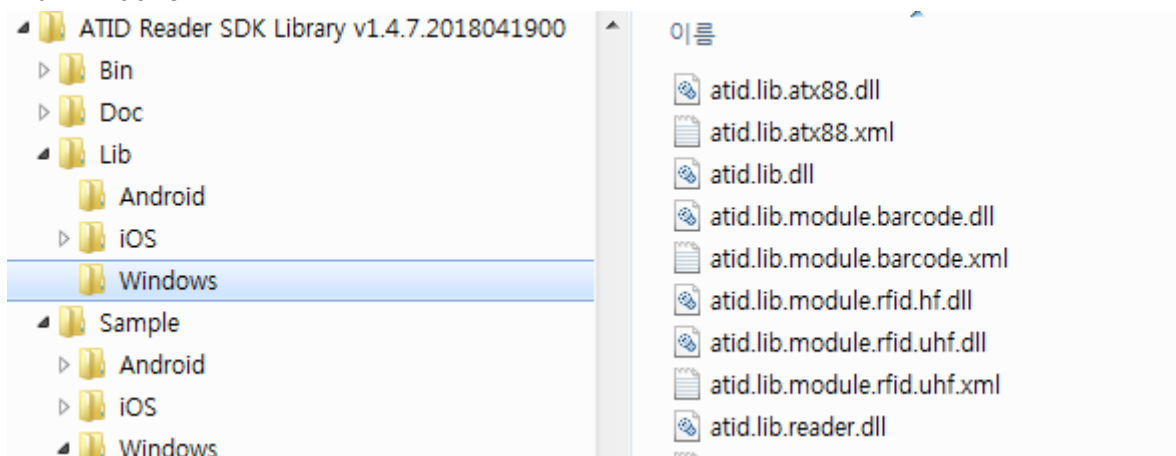 ATID Reader SDK Library v1.4.7.2018041900
Bin
Doc
Lib
Android
iOS
Windows
Sample
Android
iOS
Windows
이름
atid.lib.atx88.dll
atid.lib.atx88.xml
atid.lib.dll
atid.lib.module.barcode.dll
atid.lib.module.barcode.xml
atid.lib.module.rfid.hf.dll
atid.lib.module.rfid.uhf.dll
atid.lib.module.rfid.uhf.xml
atid.lib.reader.dll